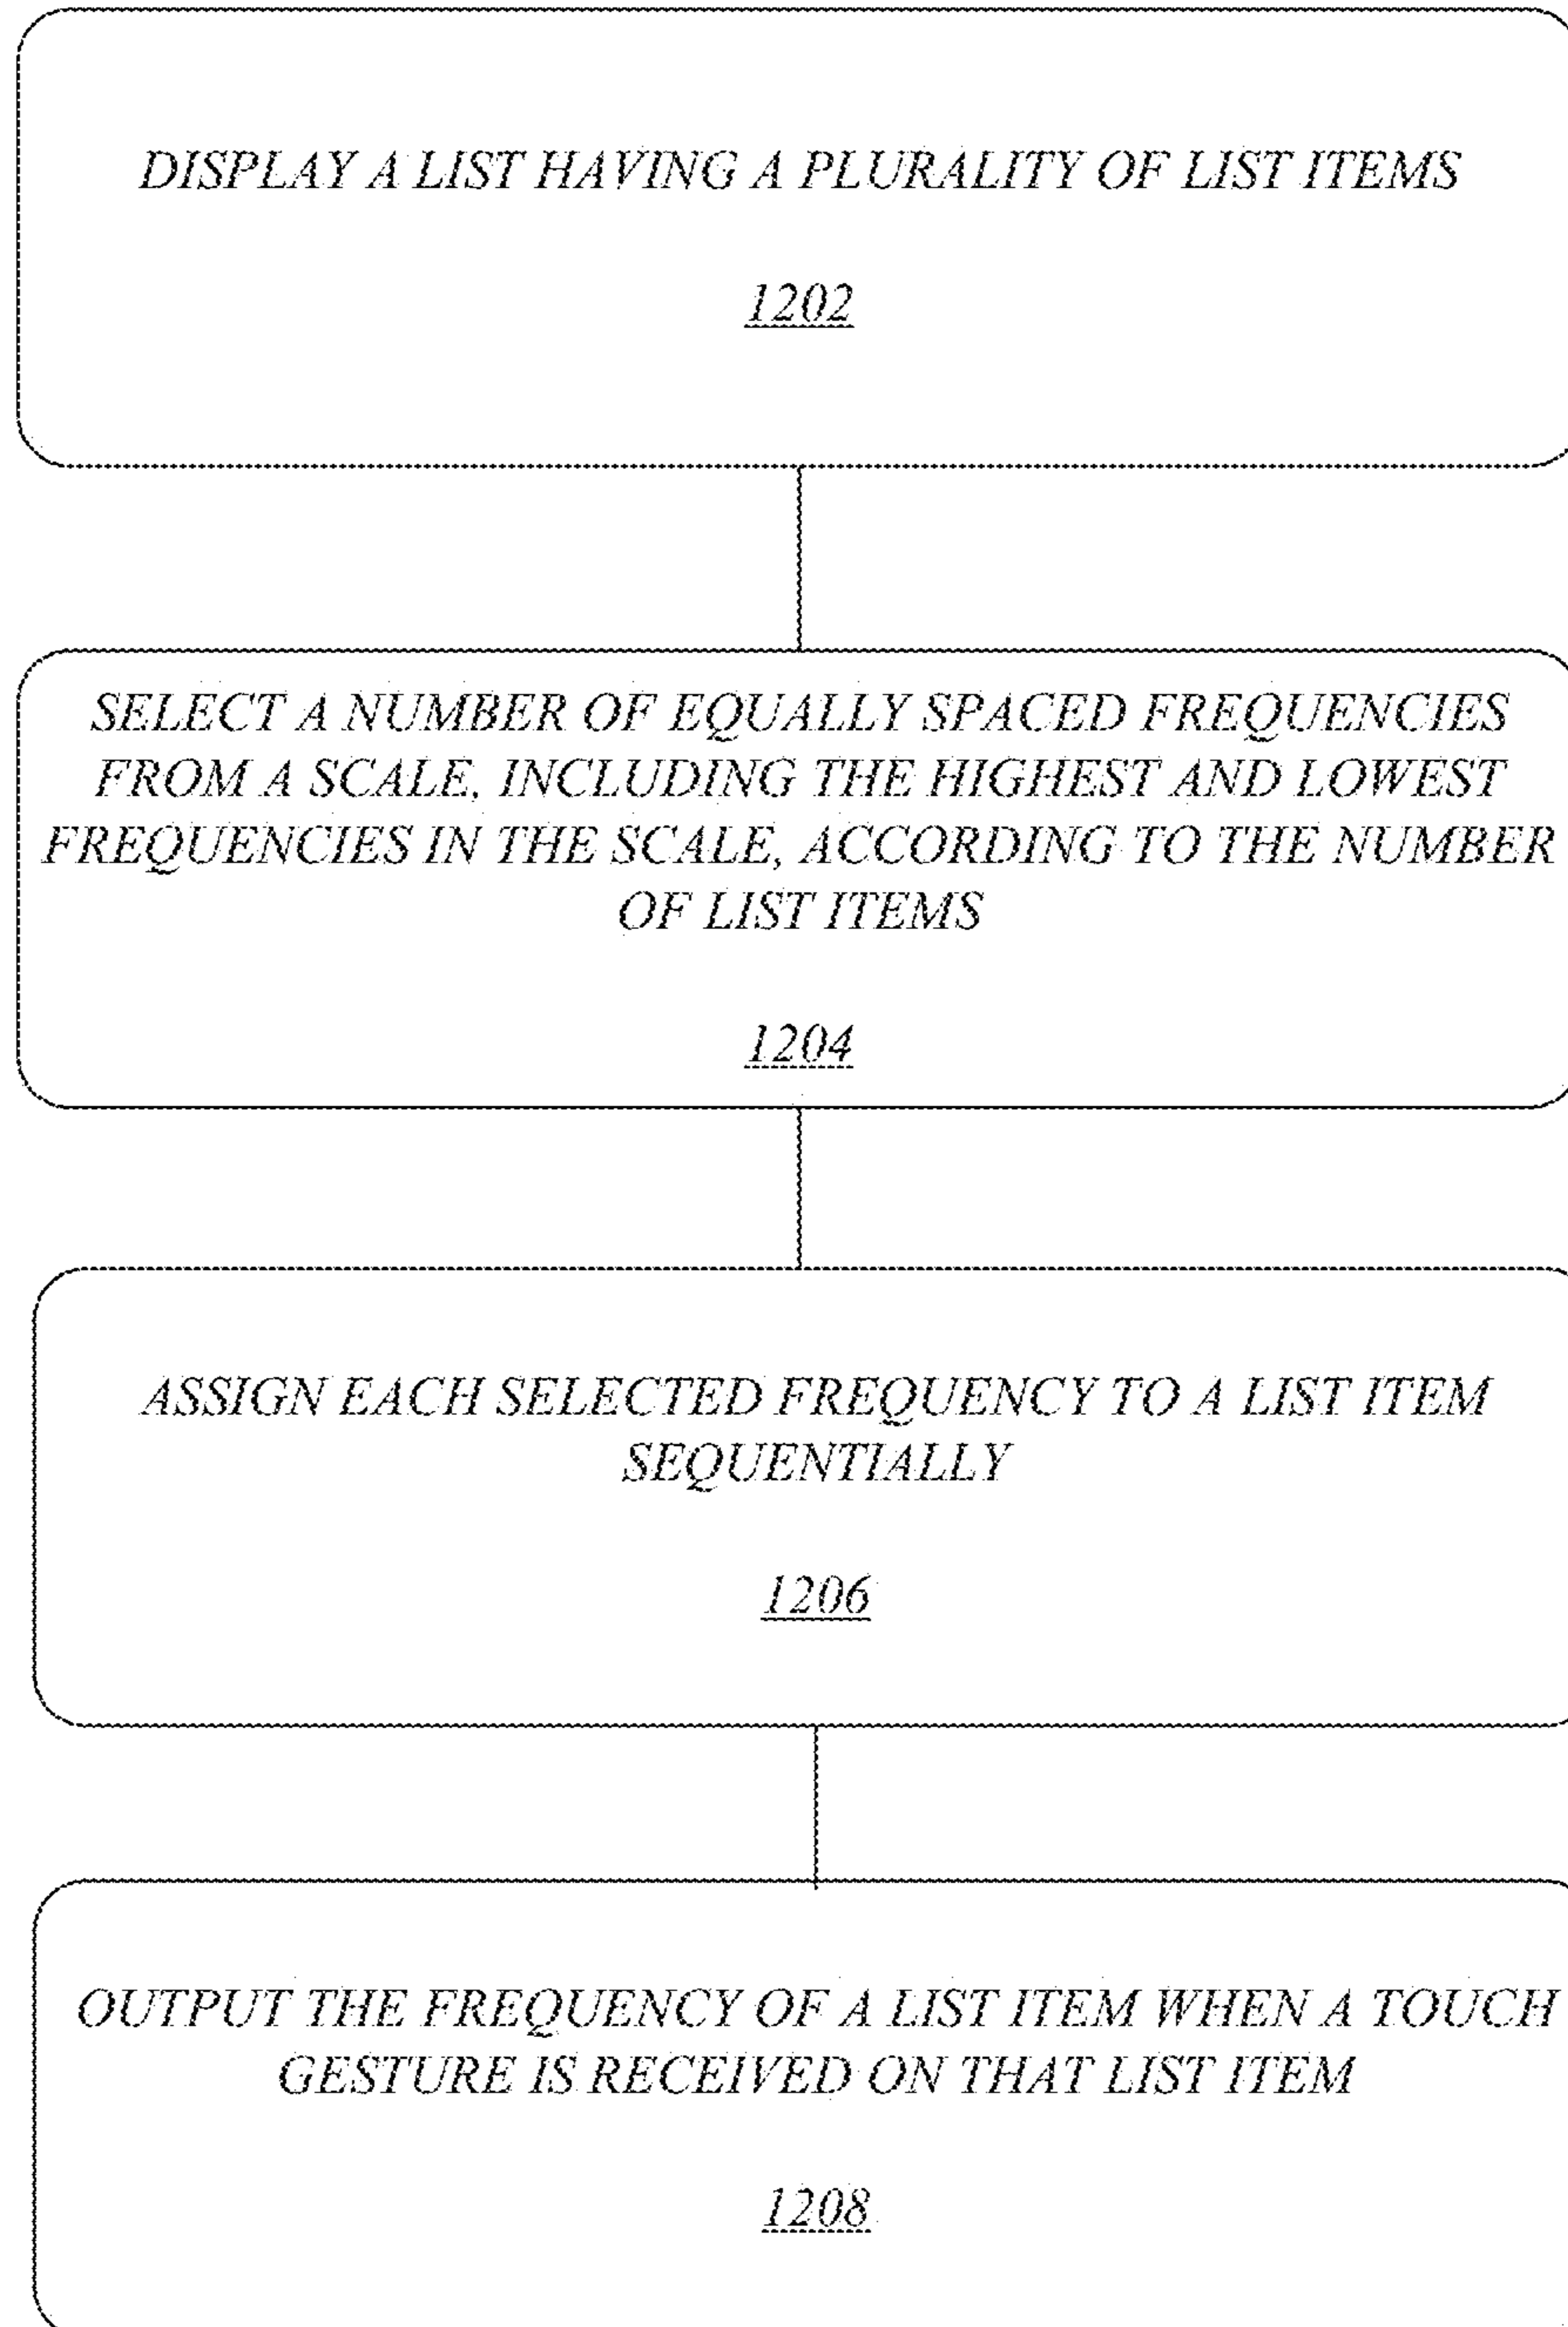 DISPLAY A LIST HAVING A PLURALITY OF LIST ITEMS
1202
SELECT A NUMBER OF EQUALLY SPACED FREQUENCIES
FROM A SCALE, INCLUDING THE HIGHEST AND LOWEST
FREQUENCIES IN THE SCALE, ACCORDING TO THE NUMBER
OF LIST ITEMS
1204
ASSIGN EACH SELECTED FREQUENCY TO A LIST ITEM
SEQUENTIALLY
1206
OUTPUT THE FREQUENCY OF A LIST ITEM WHEN A TOUCH
GESTURE IS RECEIVED ON THAT LIST ITEM
1208